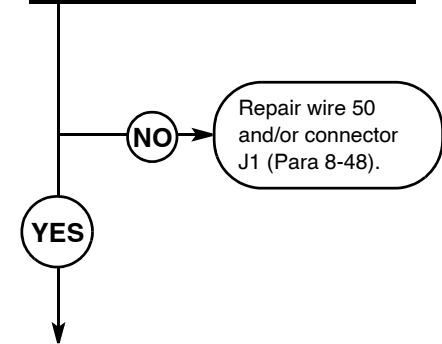 NO
Repair wire 50
and/or connector
J1 (Para 8-48).
YES